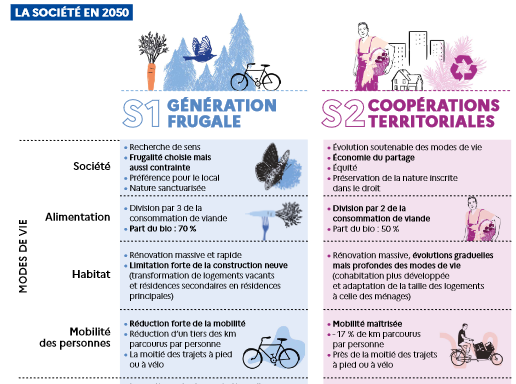 LA SOCIÉTÉ EN 2050
S1 GÉNÉRATION
FRUGALE
S2 COOPÉRATIONS
TERRITORIALES
MODES DE VIE
Société
• Recherche de sens
• Frugalité choisie mais
aussi contrainte
• Préférence pour le local
• Nature sanctuarisée
• Évolution soutenable des modes de vie
• Économie du partage
• Équité
• Préservation de la nature inscrite
dans le droit
Alimentation
• Division par 3 de la
consommation de viande
• Part du bio : 70 %
• Division par 2 de la
consommation de viande
• Part du bio : 50 %
Habitat
• Rénovation massive et rapide
• Limitation forte de la construction neuve
(transformation de logements vacants
et résidences secondaires en résidences
principales)
• Rénovation massive, évolutions graduelles
mais profondes des modes de vie
(cohabitation plus développée
et adaptation de la taille des logements
à celle des ménages)
Mobilité
des personnes
• Réduction forte de la mobilité
• Réduction d'un tiers des km
parcourus par personne
• La moitié des trajets à pied
ou à vélo
• Mobilité maîtrisée
• - 17 % de km parcourus
par personne
• Près de la moitié des trajets
à pied ou à vélo